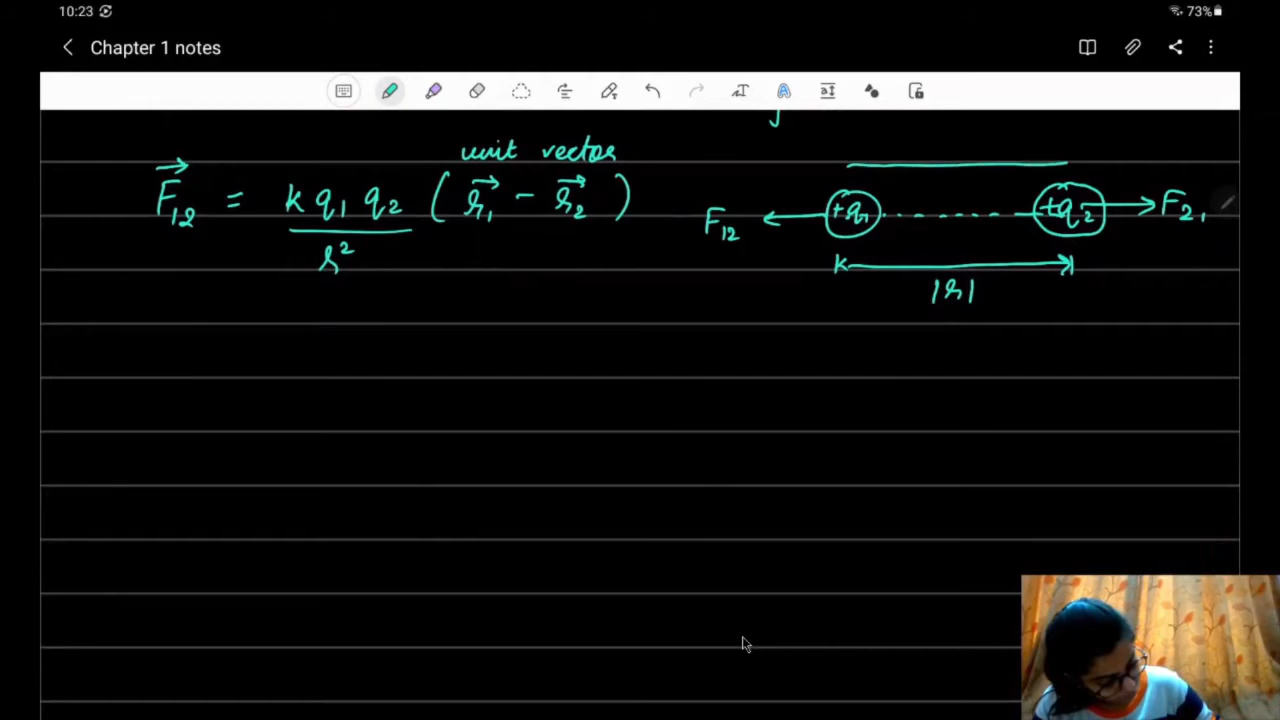 10:23
73%
Chapter 1 notes
unit vector
F₁₂ = k q₁ q₂ / r² ( r₁ - r₂ )
F₁₂ +q₁ +q₂ F₂₁
|r|